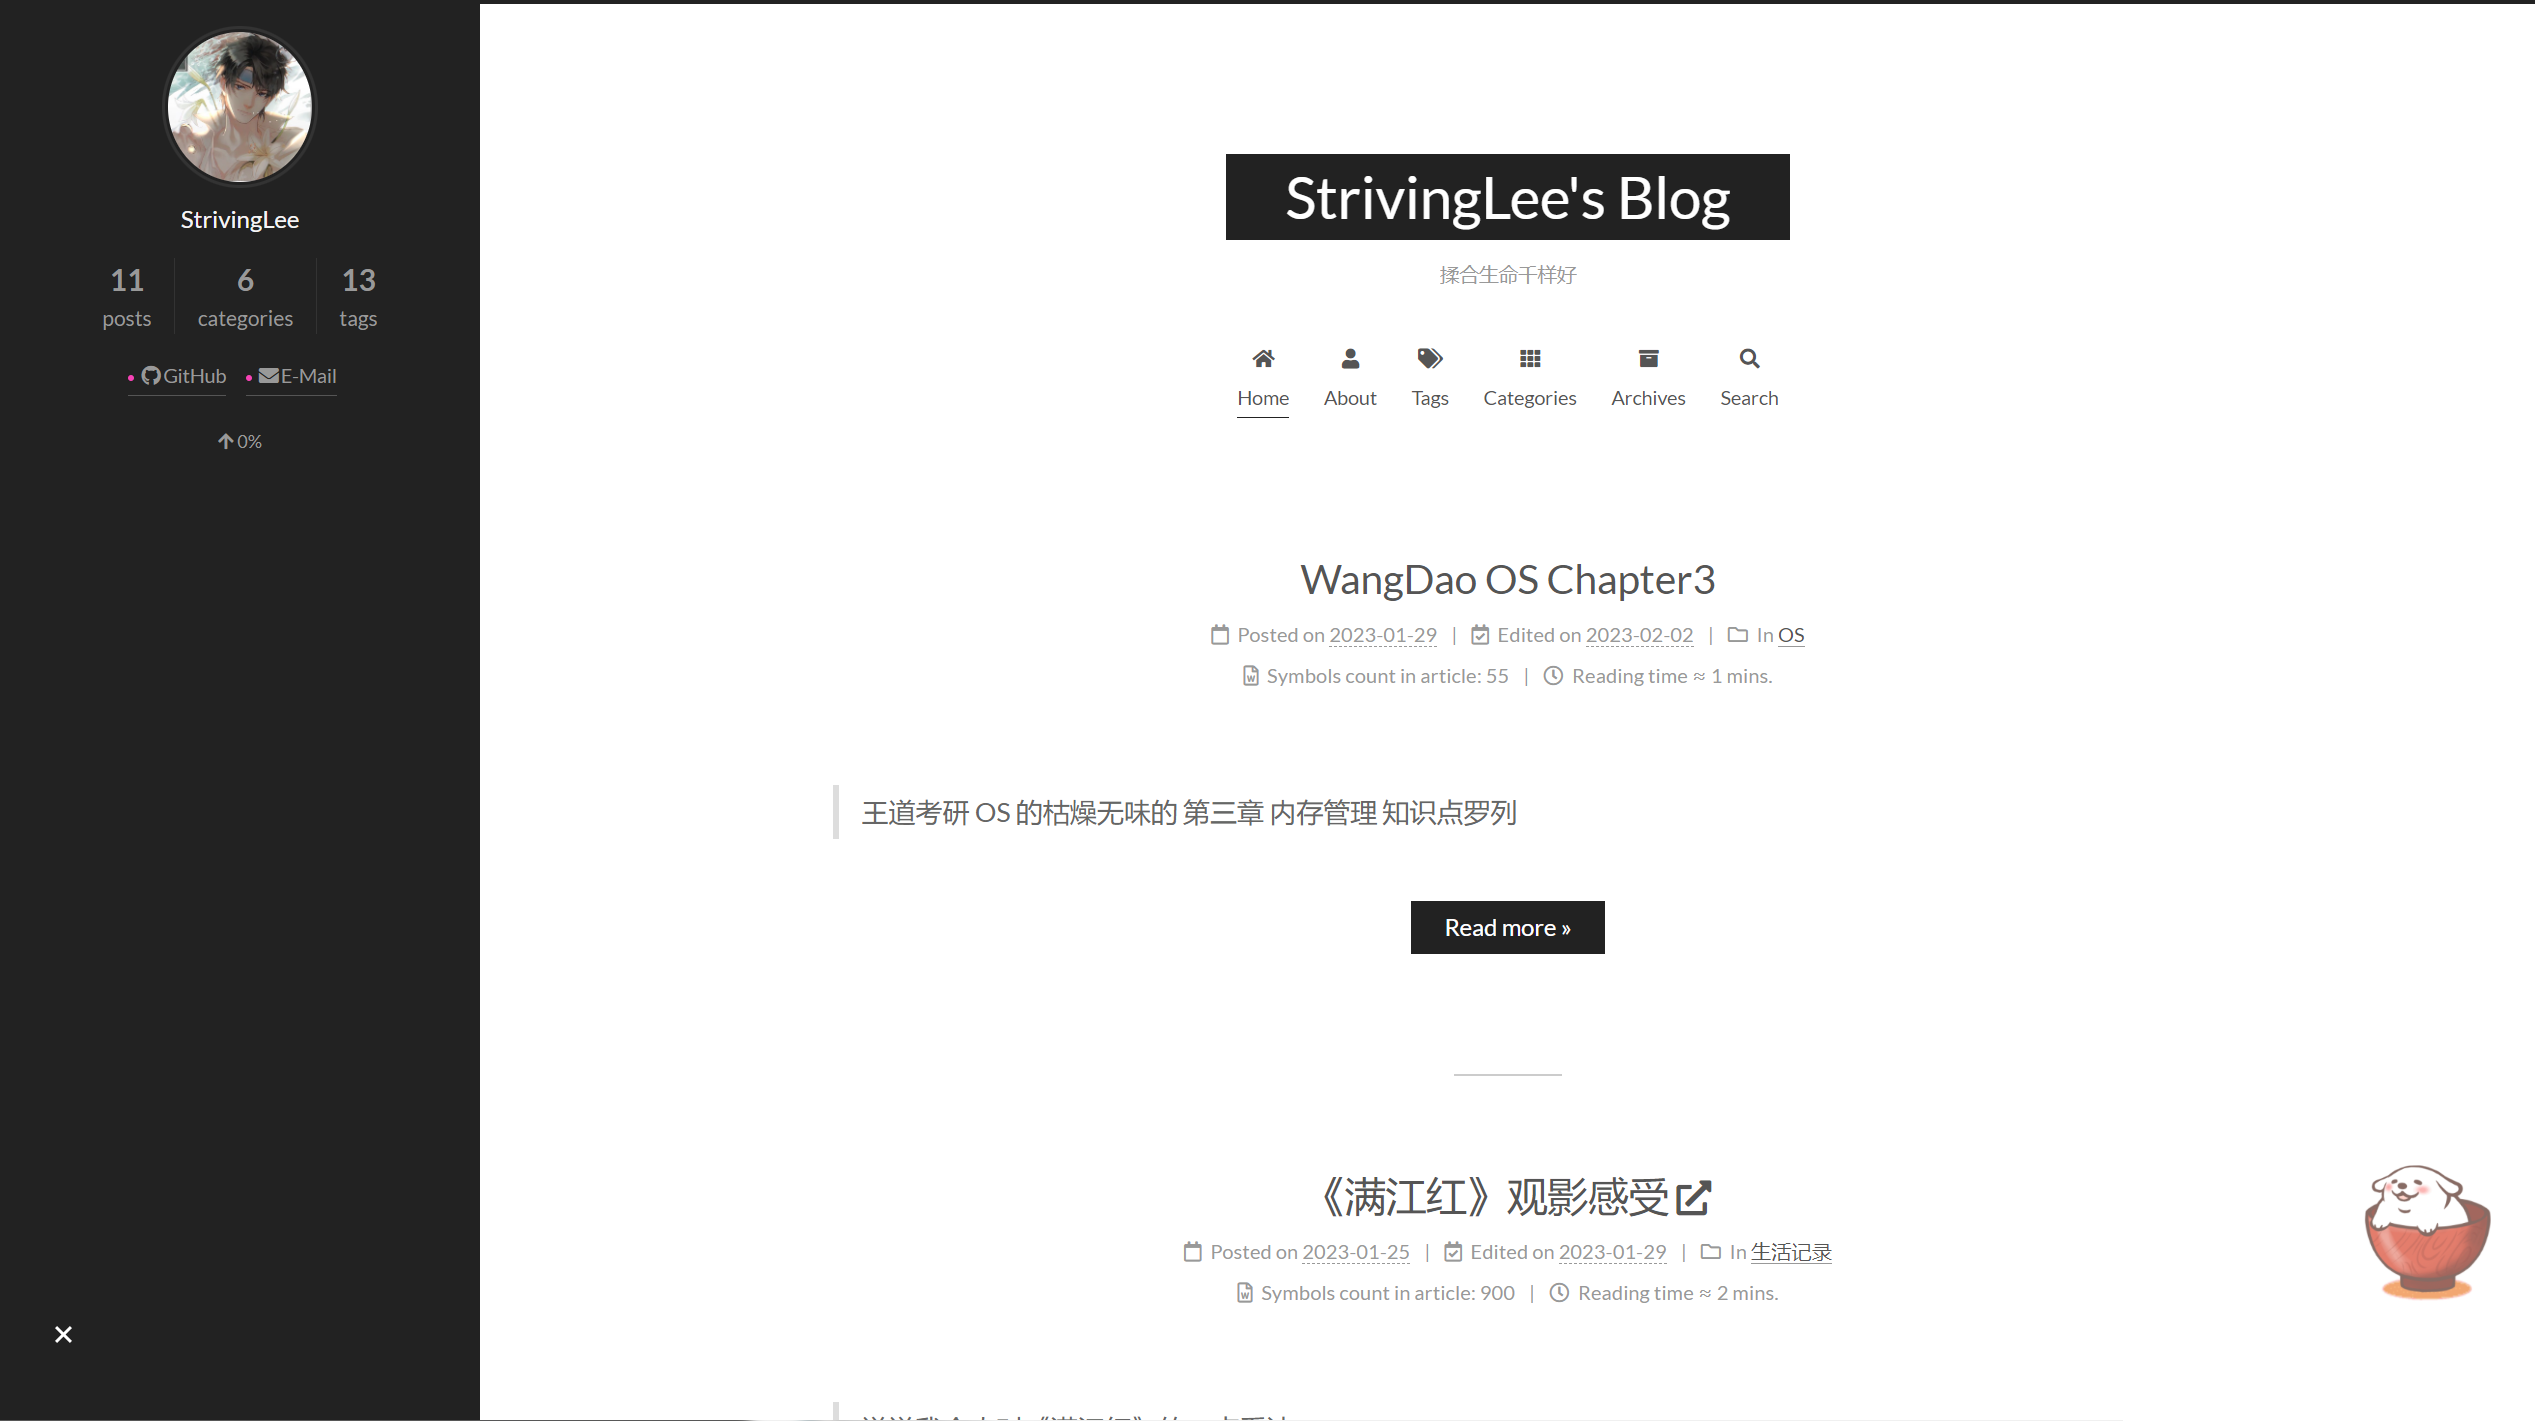 StrivingLee
11 6 13
posts categories tags
GitHub E-Mail
0%
StrivingLee's Blog
揉合生命千样好
Home About Tags Categories Archives Search
WangDao OS Chapter3
Posted on 2023-01-29 | Edited on 2023-02-02 | In OS
Symbols count in article: 55 | Reading time ≈ 1 mins.
王道考研 OS 的枯燥无味的 第三章 内存管理 知识点罗列
Read more »
《满江红》观影感受
Posted on 2023-01-25 | Edited on 2023-01-29 | In 生活记录
Symbols count in article: 900 | Reading time ≈ 2 mins.